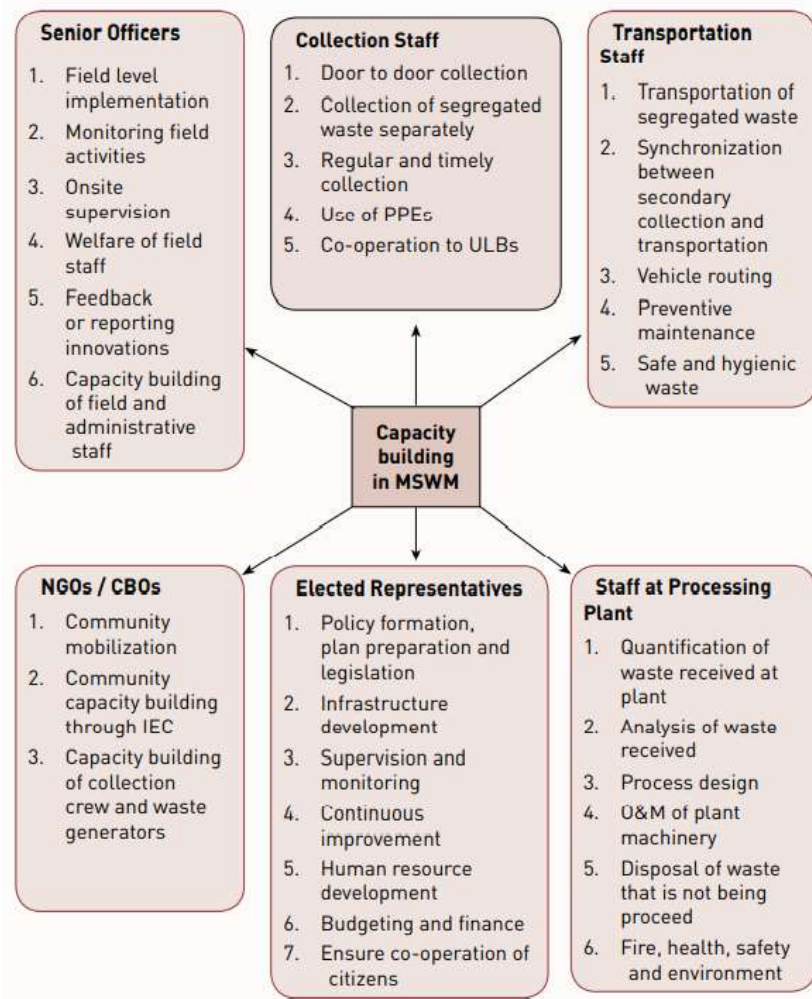 Senior Officers
1. Field level
implementation
2. Monitoring field
activities
3. Onsite
supervision
4. Welfare of field
staff
5. Feedback
or reporting
innovations
6. Capacity building
of field and
administrative
staff
Collection Staff
1. Door to door collection
2. Collection of segregated
waste separately
3. Regular and timely
collection
4. Use of PPEs
5. Co-operation to ULBs
Transportation
Staff
1. Transportation of
segregated waste
2. Synchronization
between
secondary
collection and
transportation
3. Vehicle routing
4. Preventive
maintenance
5. Safe and hygienic
waste
Capacity
building
in MSWM
NGOs / CBOs
1. Community
mobilization
2. Community
capacity building
through IEC
3. Capacity building
of collection
crew and waste
generators
Elected Representatives
1. Policy formation,
plan preparation and
legislation
2. Infrastructure
development
3. Supervision and
monitoring
4. Continuous
improvement
5. Human resource
development
6. Budgeting and finance
7. Ensure co-operation of
citizens
Staff at Processing
Plant
1. Quantification of
waste received at
plant
2. Analysis of waste
received
3. Process design
4. O&M of plant
machinery
5. Disposal of waste
that is not being
proceed
6. Fire, health, safety
and environment